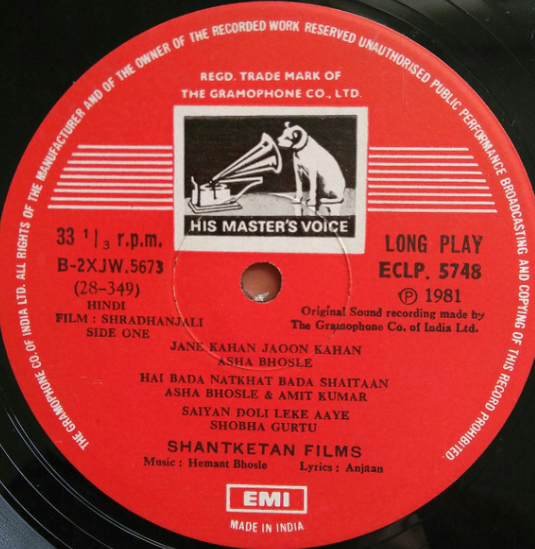 THE GRAMOPHONE CO. OF INDIA LTD. ALL RIGHTS OF THE MANUFACTURER AND OF THE OWNER OF THE RECORDED WORK RESERVED UNAUTHORISED PUBLIC PERFORMANCE BROADCASTING AND COPYING OF THIS RECORD PROHIBITED.
REGD. TRADE MARK OF
THE GRAMOPHONE CO., LTD.
HIS MASTER'S VOICE
33 1/3 r.p.m.
LONG PLAY
B-2XJW.5673
ECLP. 5748
(28-349)
℗ 1981
HINDI
Original Sound recording made by
FILM : SHRADHANJALI
The Gramophone Co. of India Ltd.
SIDE ONE
JANE KAHAN JAOON KAHAN
ASHA BHOSLE
HAI BADA NATKHAT BADA SHAITAAN
ASHA BHOSLE & AMIT KUMAR
SAIYAN DOLI LEKE AAYE
SHOBHA GURTU
SHANTKETAN FILMS
Music : Hemant Bhosle Lyrics : Anjaan
EMI
MADE IN INDIA